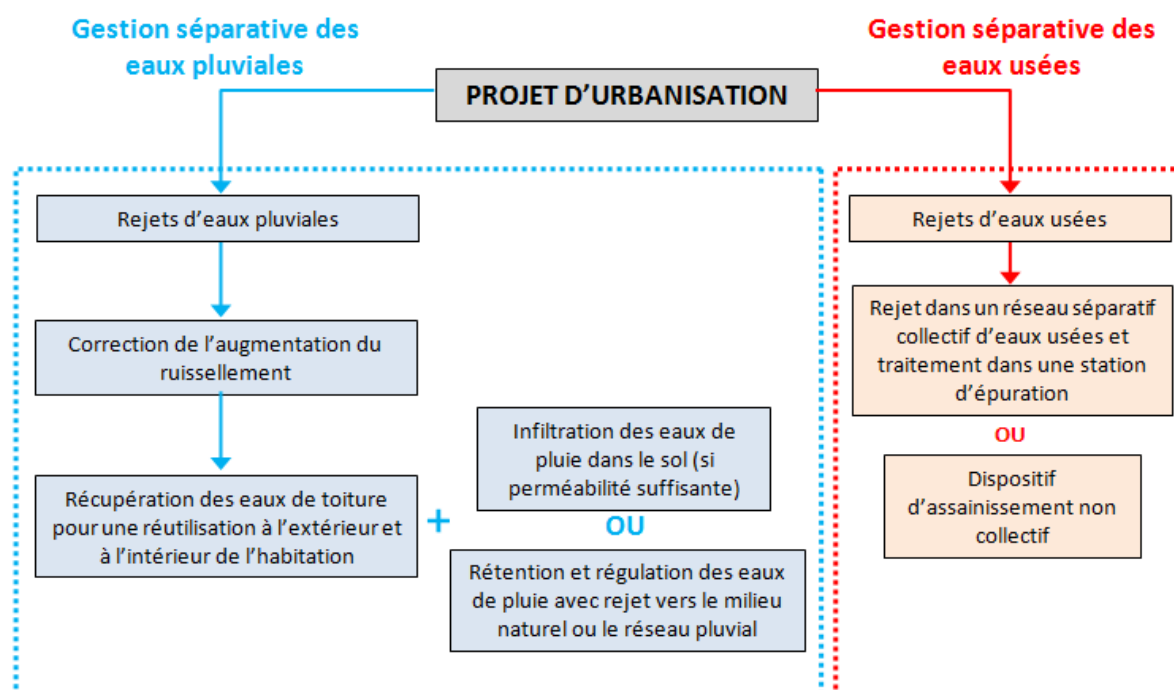 Gestion séparative des
eaux pluviales
PROJET D'URBANISATION
Gestion séparative des
eaux usées
Rejets d'eaux pluviales
Correction de l'augmentation du
ruissellement
Récupération des eaux de toiture
pour une réutilisation à l'extérieur et
à l'intérieur de l'habitation
+
Infiltration des eaux de
pluie dans le sol (si
perméabilité suffisante)
OU
Rétention et régulation des eaux
de pluie avec rejet vers le milieu
naturel ou le réseau pluvial
Rejets d'eaux usées
Rejet dans un réseau séparatif
collectif d'eaux usées et
traitement dans une station
d'épuration
OU
Dispositif
d'assainissement non
collectif